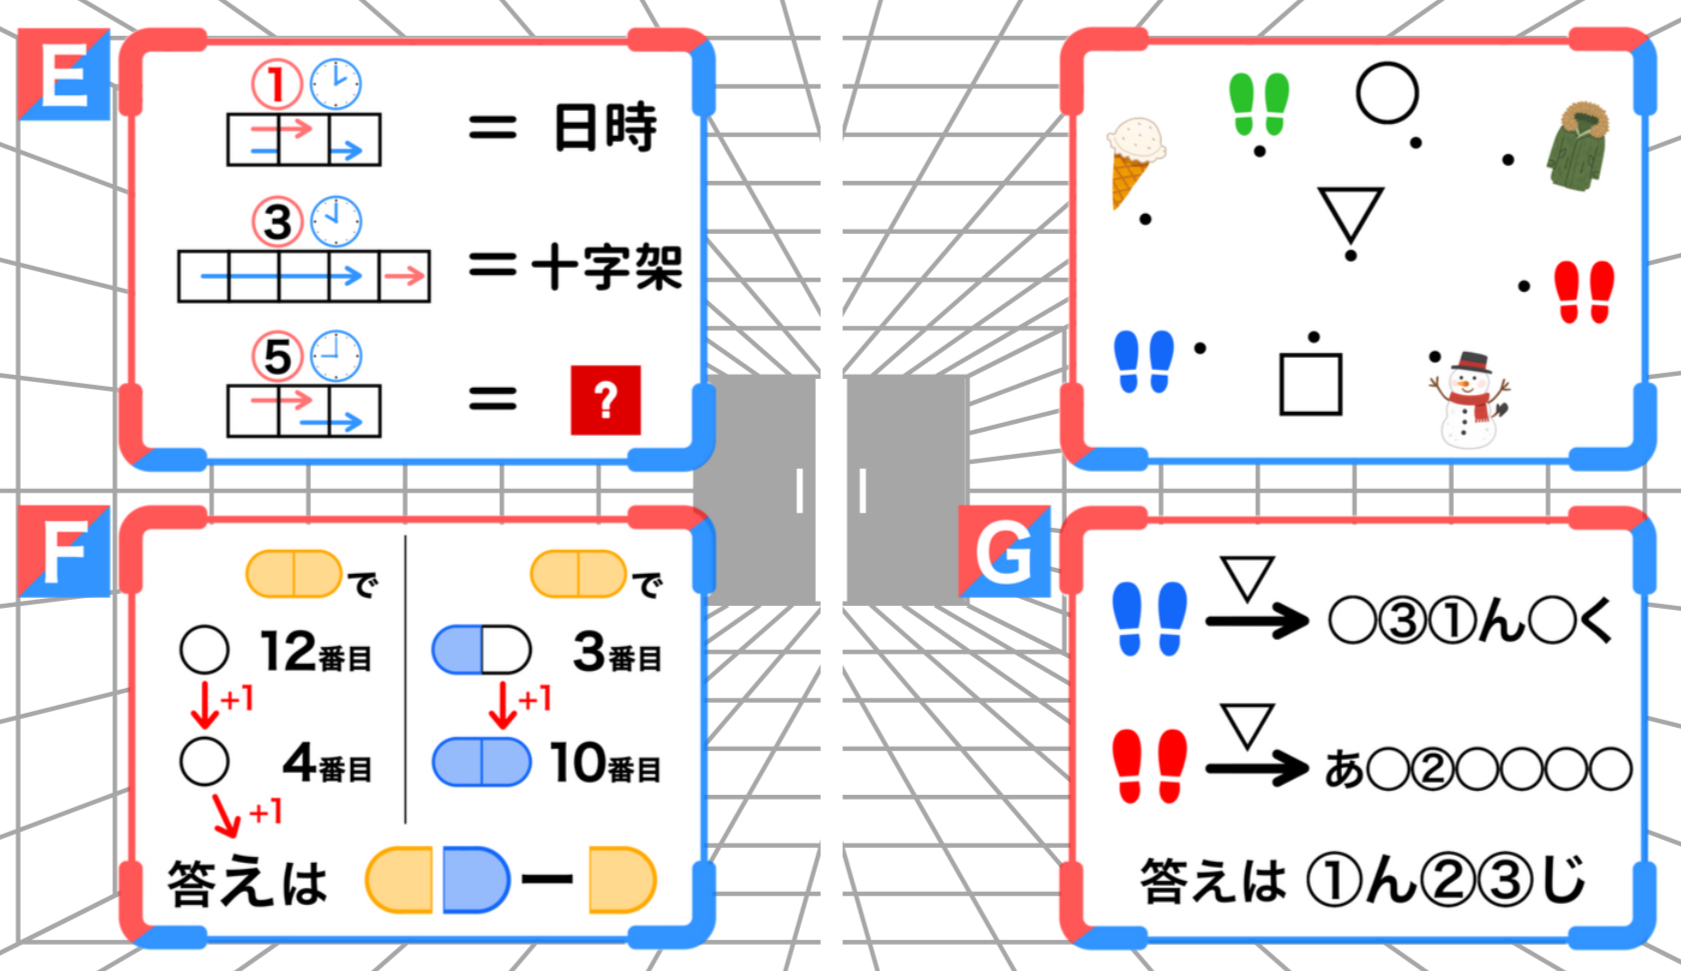 E
1
= 日時
3
= 十字架
5
= ?
F
で
12番目
+1
4番目
+1
で
3番目
+1
10番目
答えは ー
G
○③①ん○く
あ○②○○○○
答えは ①ん②③じ